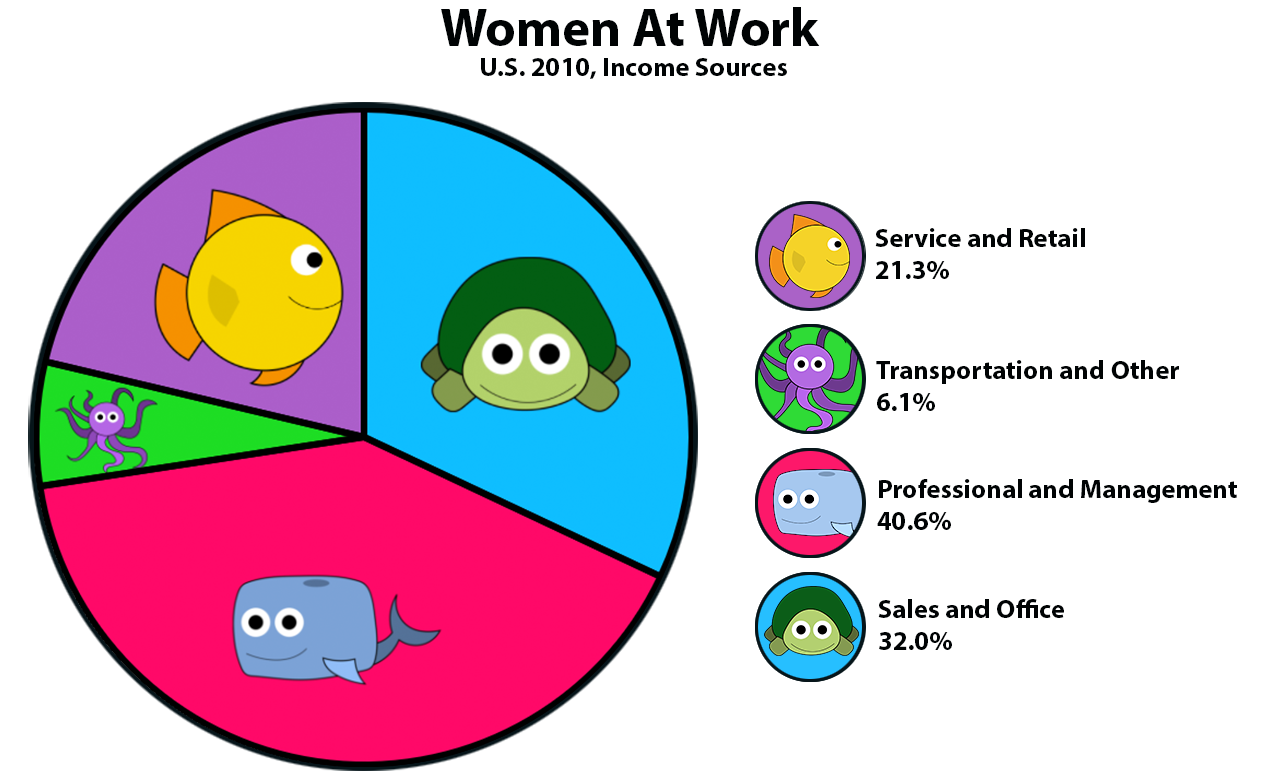 Women At Work
U.S. 2010, Income Sources
Service and Retail
21.3%
Transportation and Other
6.1%
Professional and Management
40.6%
Sales and Office
32.0%